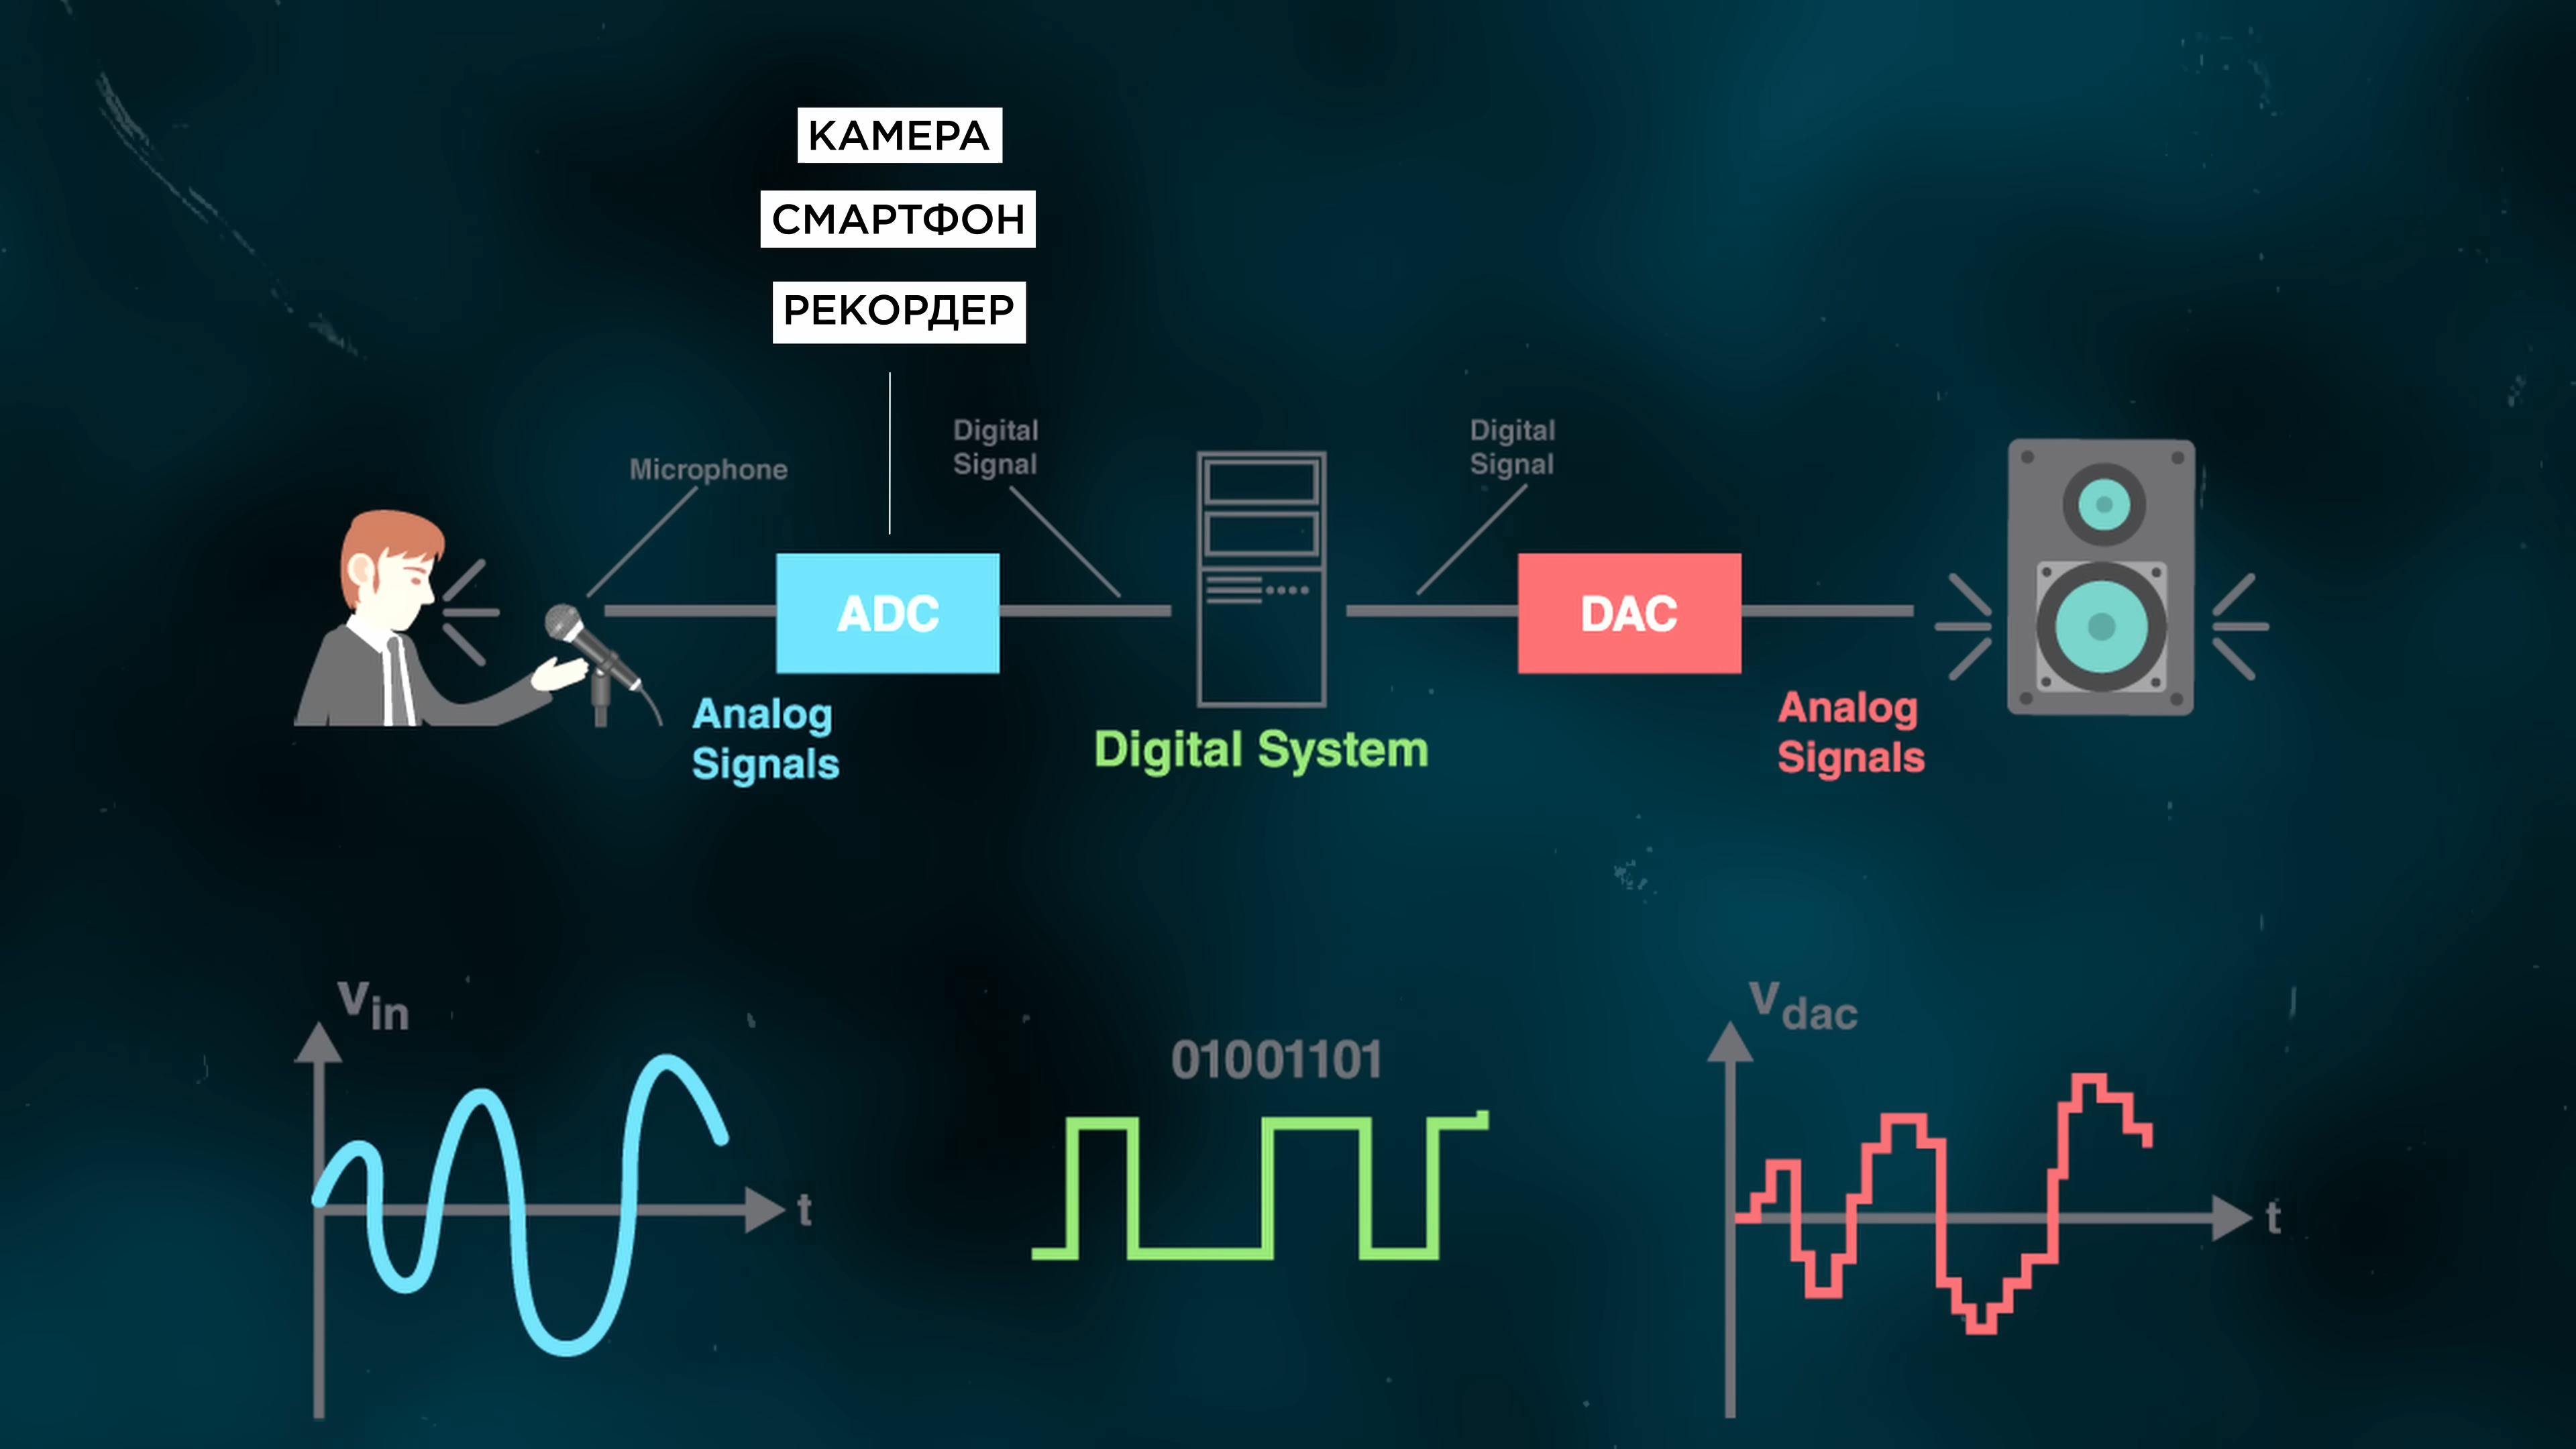 КАМЕРА
СМАРТФОН
РЕКОРДЕР
Microphone
Digital
Signal
Digital
Signal
ADC
DAC
Analog
Signals
Digital System
Analog
Signals
Vin
t
01001101
Vdac
t